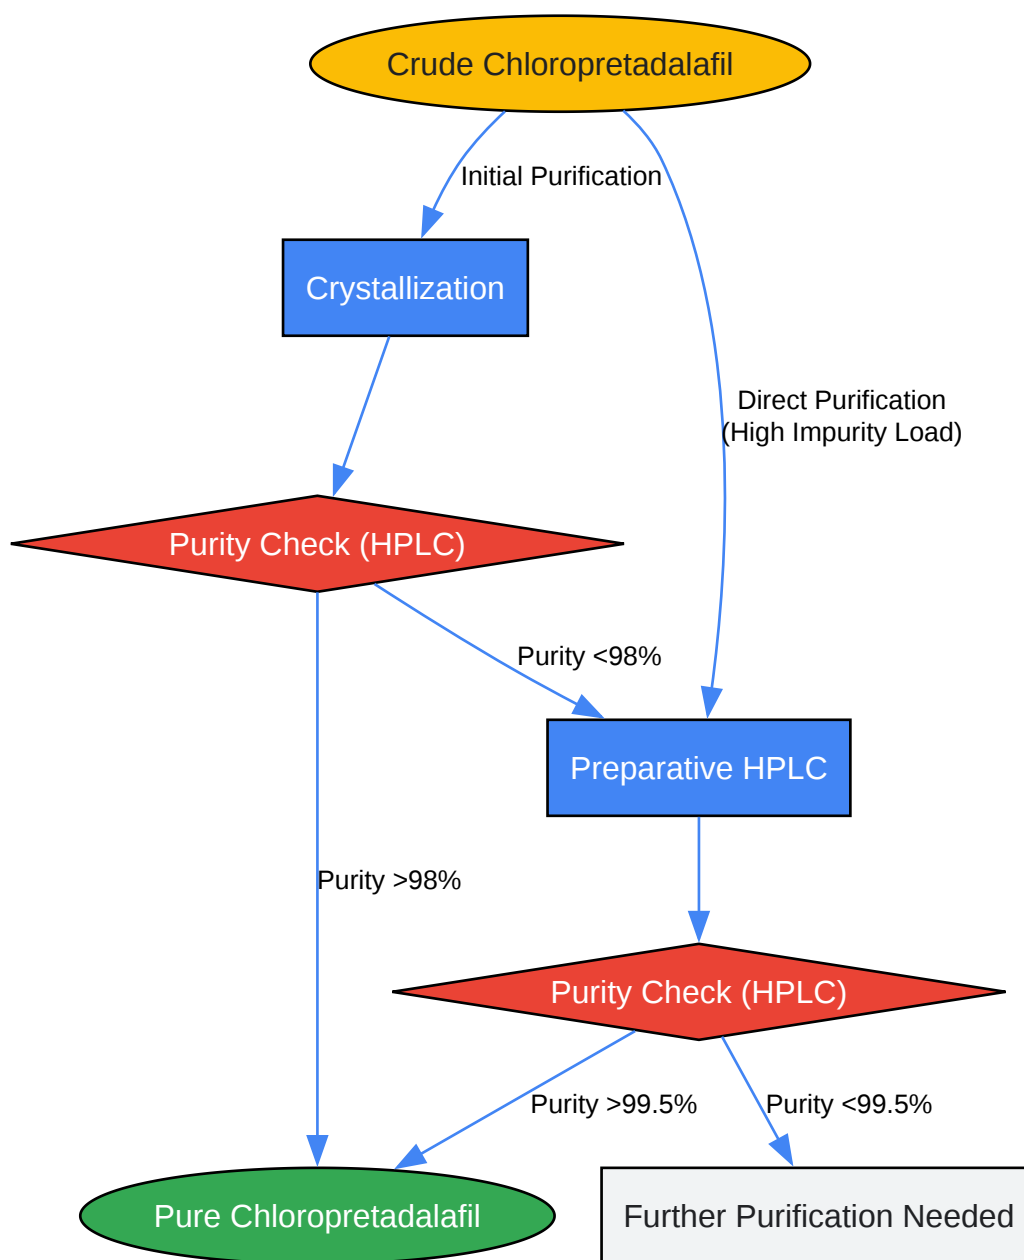 Crude Chloropretadalafil
Initial Purification
Crystallization
Direct Purification
(High Impurity Load)
Purity Check (HPLC)
Purity <98%
Preparative HPLC
Purity >98%
Purity Check (HPLC)
Purity >99.5%
Purity <99.5%
Pure Chloropretadalafil
Further Purification Needed